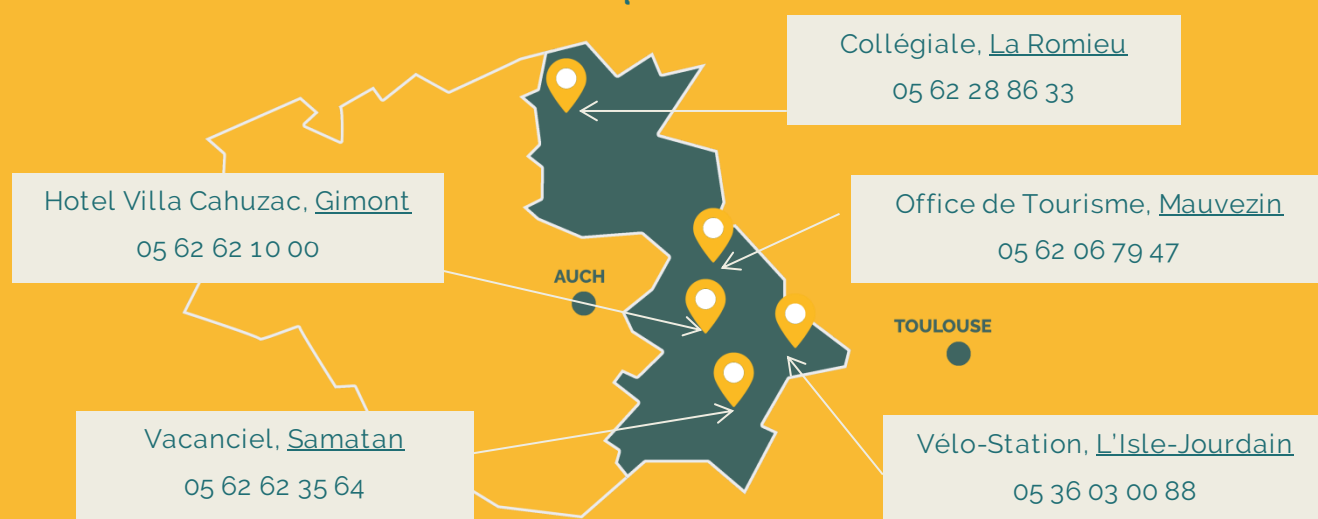 Collégiale, La Romieu
05 62 28 86 33
Hotel Villa Cahuzac, Gimont
05 62 62 10 00
Office de Tourisme, Mauvezin
05 62 06 79 47
AUCH
TOULOUSE
Vacanciel, Samatan
05 62 62 35 64
Vélo-Station, L'Isle-Jourdain
05 36 03 00 88